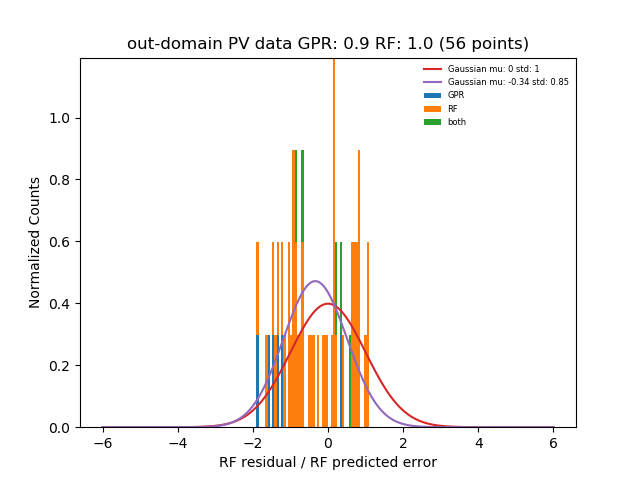 out-domain PV data GPR: 0.9 RF: 1.0 (56 points)
Gaussian mu: 0 std: 1
Gaussian mu: -0.34 std: 0.85
GPR
RF
both
Normalized Counts
1.0
0.8
0.6
0.4
0.2
0.0
−6 −4 −2 0 2 4 6
RF residual / RF predicted error